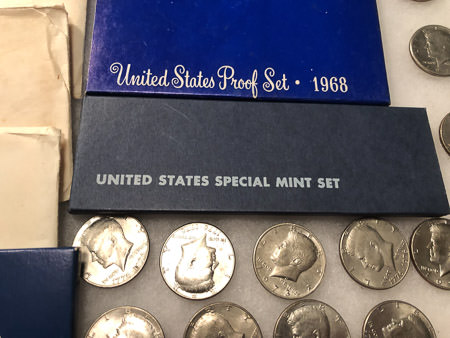 United States Proof Set · 1968
UNITED STATES SPECIAL MINT SET